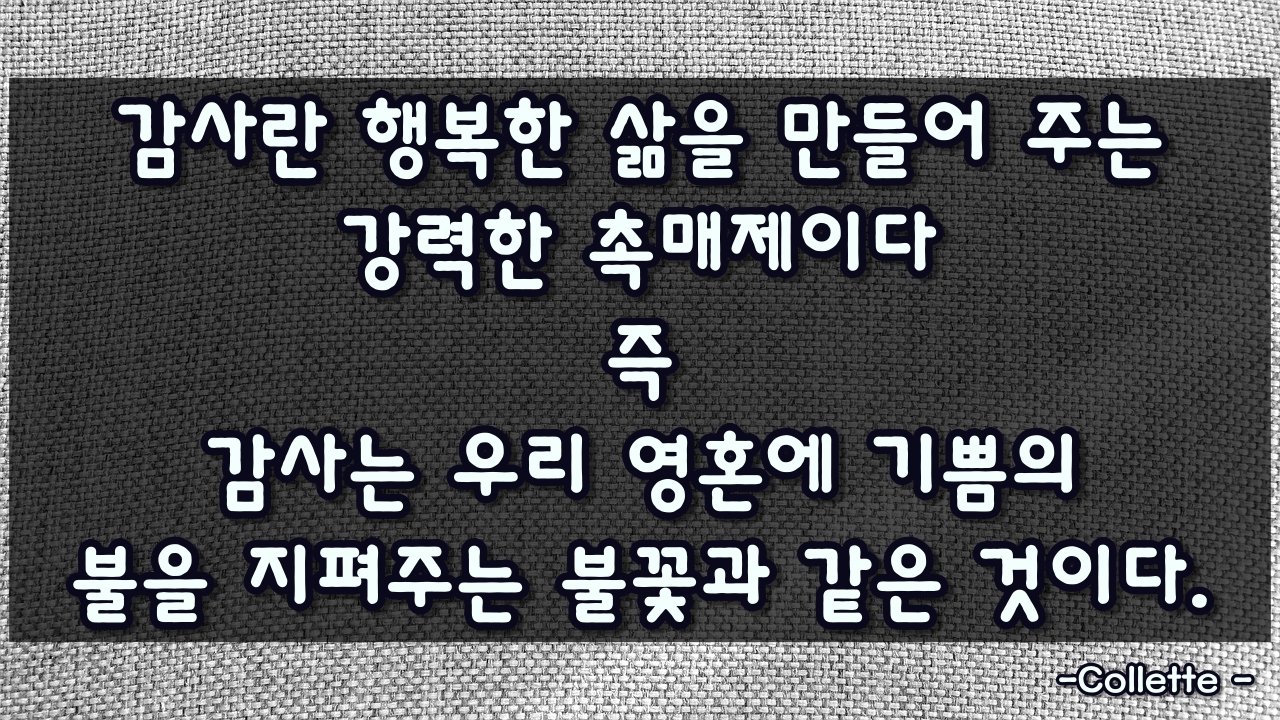 감사란 행복한 삶을 만들어 주는
강력한 촉매제이다
즉
감사는 우리 영혼에 기쁨의
불을 지펴주는 불꽃과 같은 것이다.
-Collette -